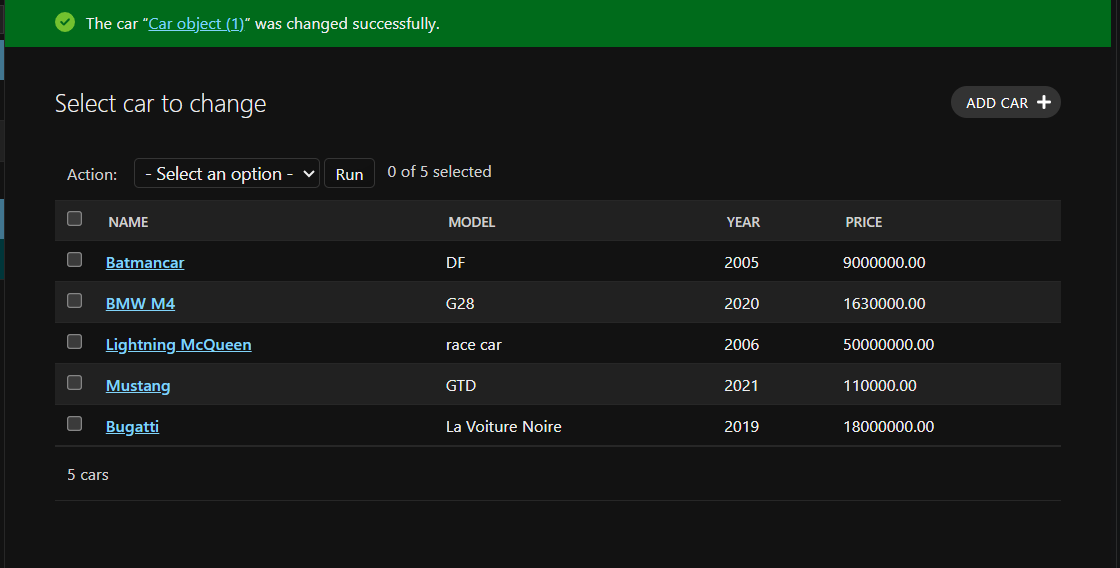 The car “Car object (1)” was changed successfully.
Select car to change
ADD CAR +
Action: - Select an option - Run 0 of 5 selected
NAME MODEL YEAR PRICE
Batmancar DF 2005 9000000.00
BMW M4 G28 2020 1630000.00
Lightning McQueen race car 2006 50000000.00
Mustang GTD 2021 110000.00
Bugatti La Voiture Noire 2019 18000000.00
5 cars